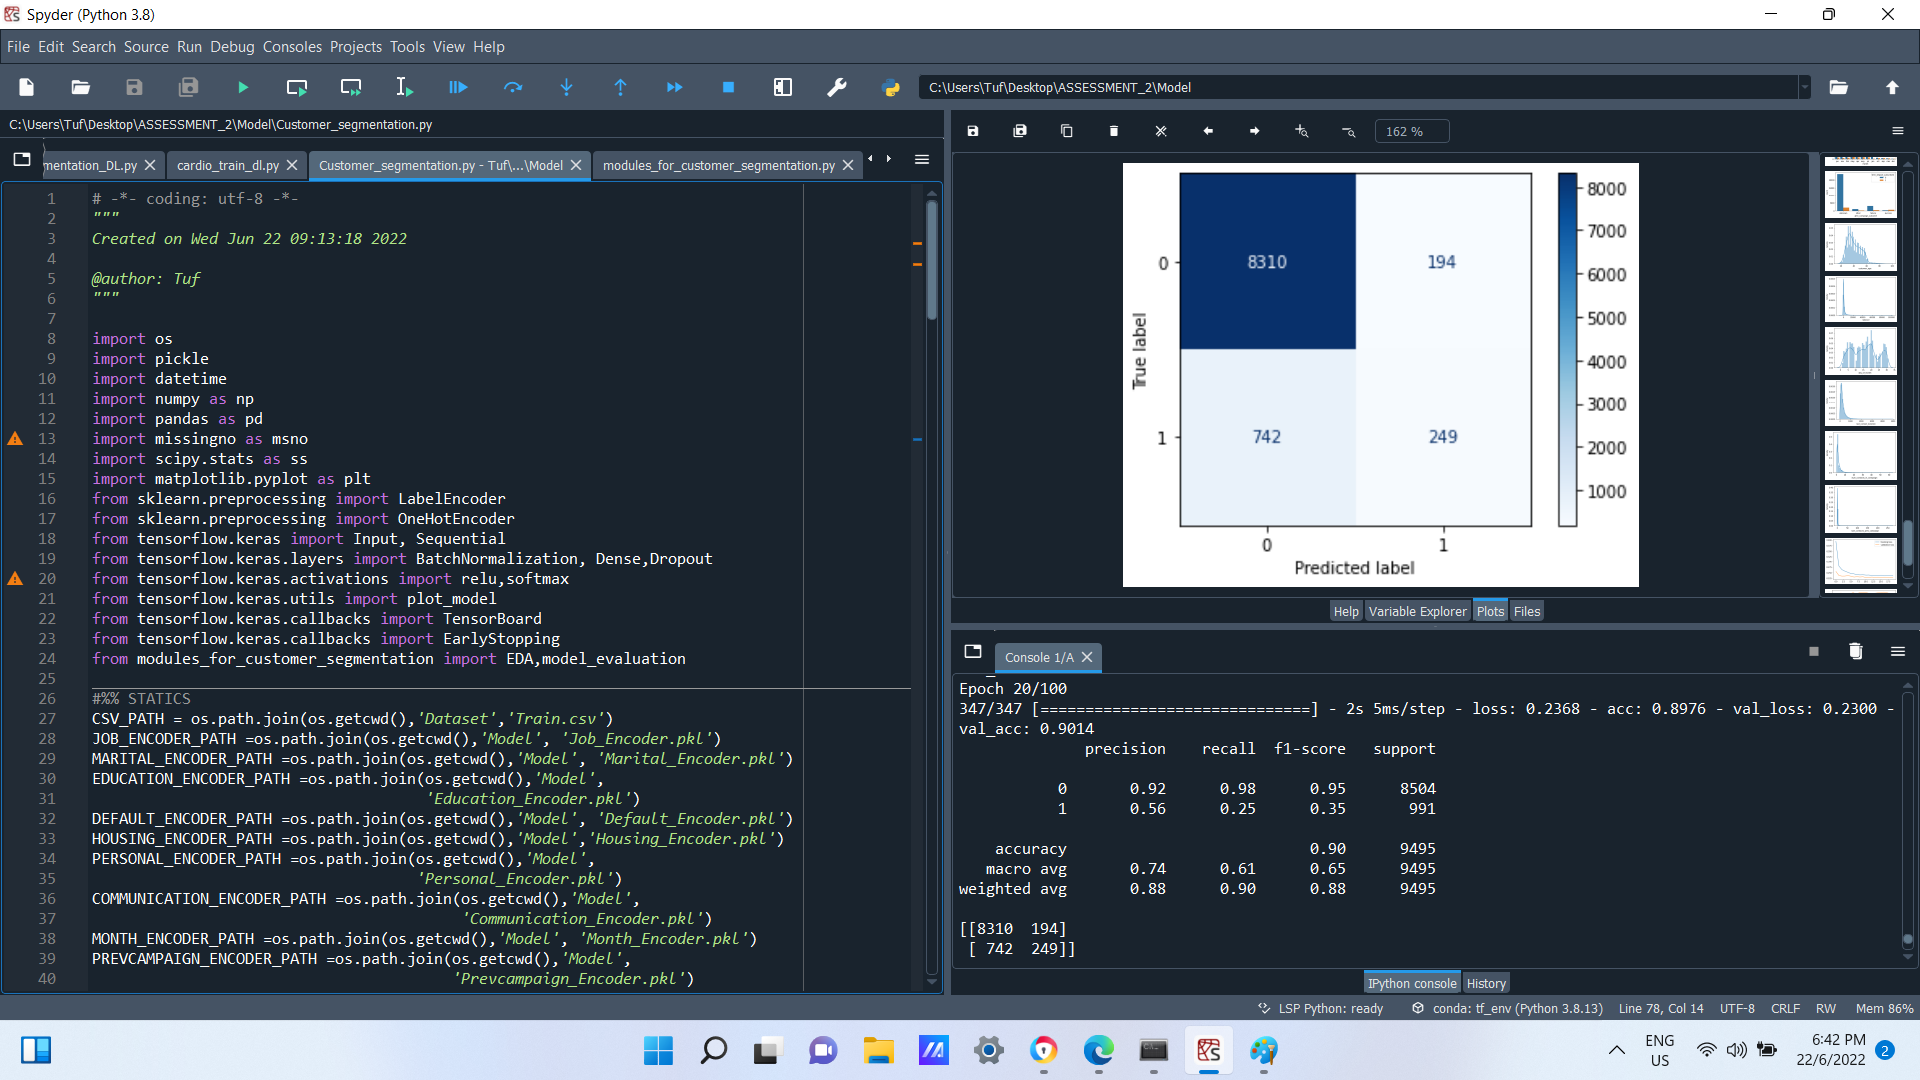 Spyder (Python 3.8)
File Edit Search Source Run Debug Consoles Projects Tools View Help
C:\Users\Tuf\Desktop\ASSESSMENT_2\Model
C:\Users\Tuf\Desktop\ASSESSMENT_2\Model\Customer_segmentation.py
mentation_DL.py
cardio_train_dl.py
Customer_segmentation.py - Tuf\...\Model
modules_for_customer_segmentation.py
1 # -*- coding: utf-8 -*-
2 """
3 Created on Wed Jun 22 09:13:18 2022
4
5 @author: Tuf
6 """
7
8 import os
9 import pickle
10 import datetime
11 import numpy as np
12 import pandas as pd
13 import missingno as msno
14 import scipy.stats as ss
15 import matplotlib.pyplot as plt
16 from sklearn.preprocessing import LabelEncoder
17 from sklearn.preprocessing import OneHotEncoder
18 from tensorflow.keras import Input, Sequential
19 from tensorflow.keras.layers import BatchNormalization, Dense,Dropout
20 from tensorflow.keras.activations import relu,softmax
21 from tensorflow.keras.utils import plot_model
22 from tensorflow.keras.callbacks import TensorBoard
23 from tensorflow.keras.callbacks import EarlyStopping
24 from modules_for_customer_segmentation import EDA,model_evaluation
25
26 #%% STATICS
27 CSV_PATH = os.path.join(os.getcwd(),'Dataset','Train.csv')
28 JOB_ENCODER_PATH =os.path.join(os.getcwd(),'Model', 'Job_Encoder.pkl')
29 MARITAL_ENCODER_PATH =os.path.join(os.getcwd(),'Model', 'Marital_Encoder.pkl')
30 EDUCATION_ENCODER_PATH =os.path.join(os.getcwd(),'Model',
31 'Education_Encoder.pkl')
32 DEFAULT_ENCODER_PATH =os.path.join(os.getcwd(),'Model', 'Default_Encoder.pkl')
33 HOUSING_ENCODER_PATH =os.path.join(os.getcwd(),'Model','Housing_Encoder.pkl')
34 PERSONAL_ENCODER_PATH =os.path.join(os.getcwd(),'Model',
35 'Personal_Encoder.pkl')
36 COMMUNICATION_ENCODER_PATH =os.path.join(os.getcwd(),'Model',
37 'Communication_Encoder.pkl')
38 MONTH_ENCODER_PATH =os.path.join(os.getcwd(),'Model', 'Month_Encoder.pkl')
39 PREVCAMPAIGN_ENCODER_PATH =os.path.join(os.getcwd(),'Model',
40 'Prevcampaign_Encoder.pkl')
162 %
True label
0
1
8310 194
742 249
0 1
Predicted label
8000
7000
6000
5000
4000
3000
2000
1000
Help Variable Explorer Plots Files
Console 1/A
Epoch 20/100
347/347 [==============================] - 2s 5ms/step - loss: 0.2368 - acc: 0.8976 - val_loss: 0.2300 -
val_acc: 0.9014
precision recall f1-score support
0 0.92 0.98 0.95 8504
1 0.56 0.25 0.35 991
accuracy 0.90 9495
macro avg 0.74 0.61 0.65 9495
weighted avg 0.88 0.90 0.88 9495
[[8310 194]
[ 742 249]]
IPython console History
LSP Python: ready conda: tf_env (Python 3.8.13) Line 78, Col 14 UTF-8 CRLF RW Mem 86%
ENG
US
6:42 PM
22/6/2022
2